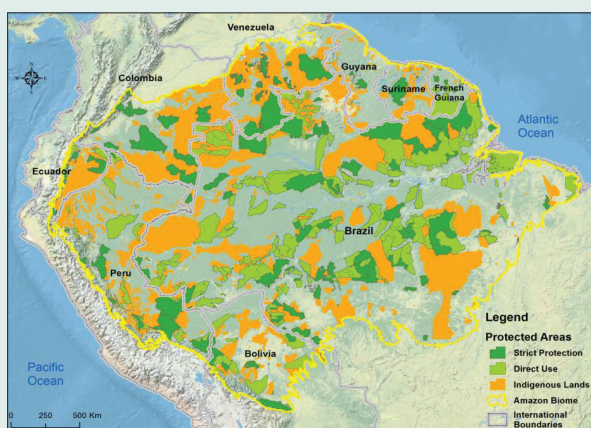 Venezuela
Guyana
Colombia
Suriname
French
Guiana
Atlantic
Ocean
Ecuador
Brazil
Peru
Legend
Protected Areas
Strict Protection
Bolivia
Direct Use
Pacific
Ocean
Indigenous Lands
Amazon Biome
International
Boundaries
0 250 500 Km